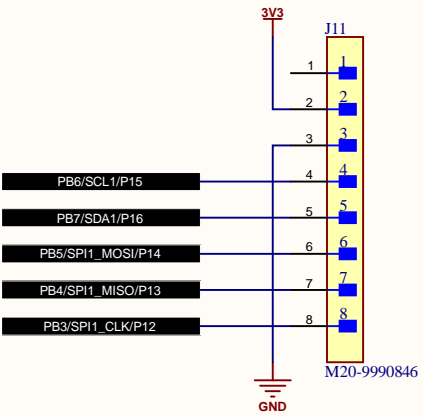 3V3
J11
1 1
2 2
3 3
PB6/SCL1/P15 4 4
PB7/SDA1/P16 5 5
PB5/SPI1_MOSI/P14 6 6
PB4/SPI1_MISO/P13 7 7
PB3/SPI1_CLK/P12 8 8
M20-9990846
GND